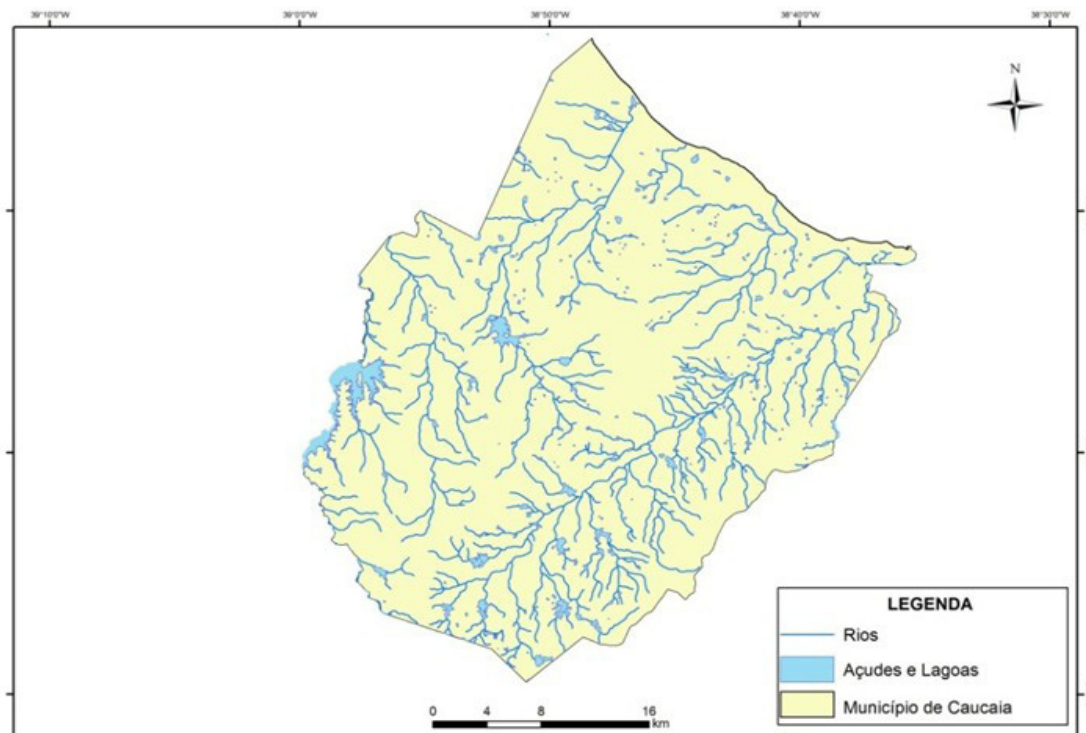 39°10'0"W 39°0'0"W 38°50'0"W 38°40'0"W 38°30'0"W
N
LEGENDA
Rios
Açudes e Lagoas
Município de Caucaia
0 4 8 16
km